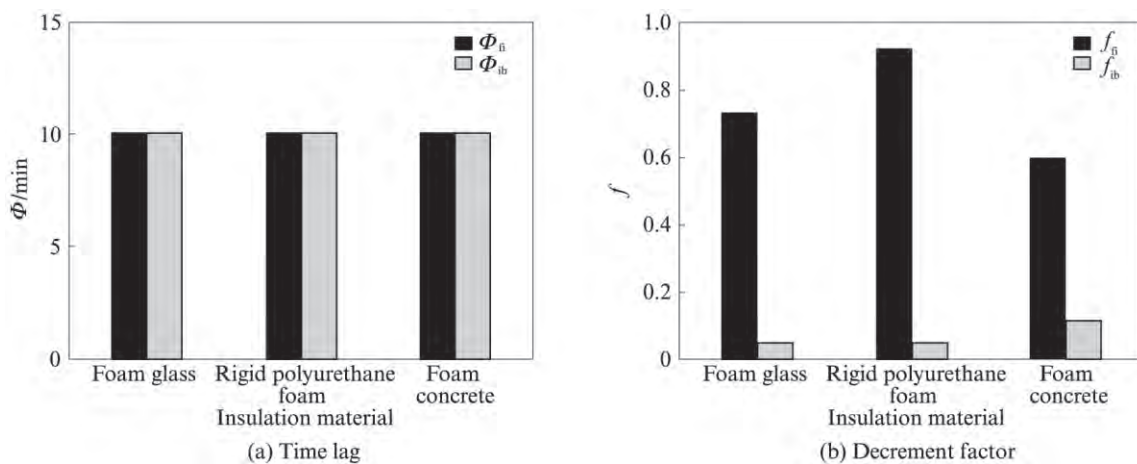 15
10
5
0
Φ/min
Φfi
Φib
Foam glass
Rigid polyurethane
foam
Foam
concrete
Insulation material
(a) Time lag
1.0
0.8
0.6
0.4
0.2
0
f
ffi
fib
Foam glass
Rigid polyurethane
foam
Foam
concrete
Insulation material
(b) Decrement factor